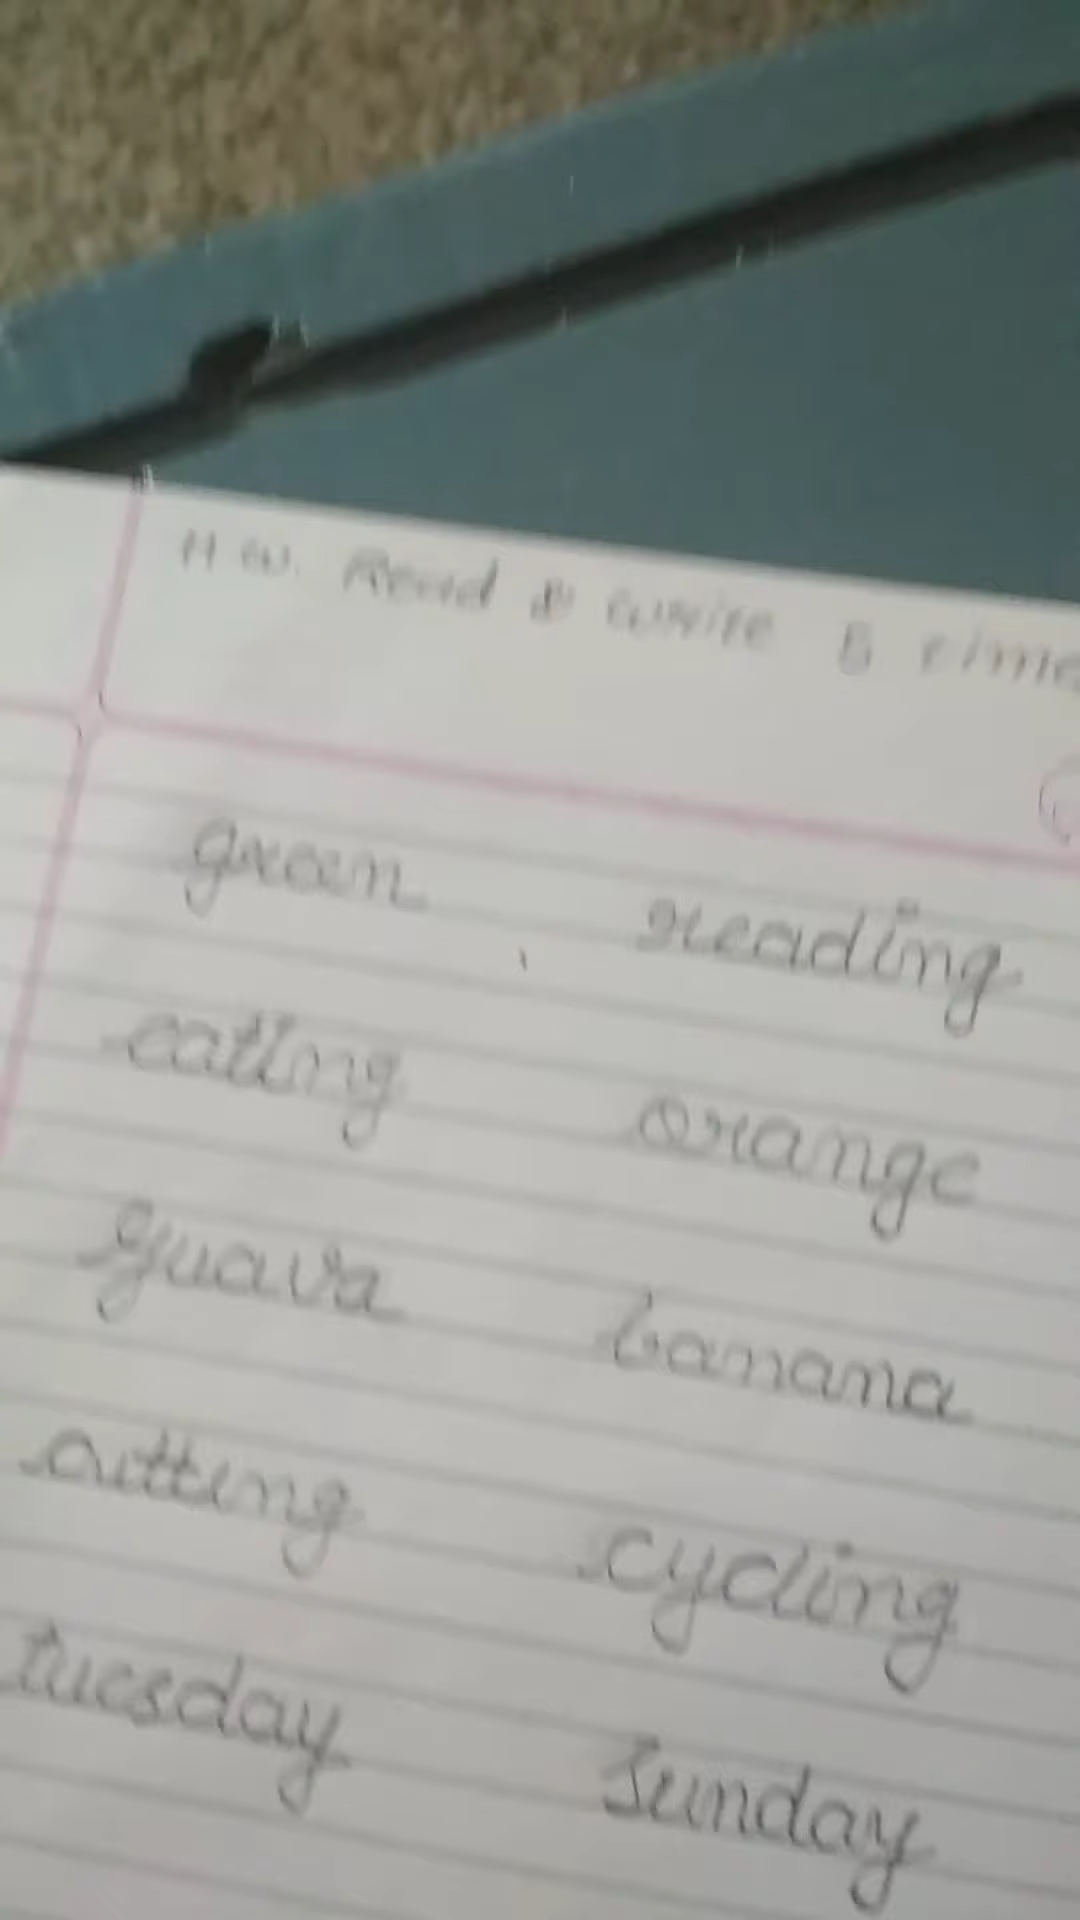 H.W. Read & write 5 time
green reading
eating orange
guava banana
sitting cycling
tuesday Sunday